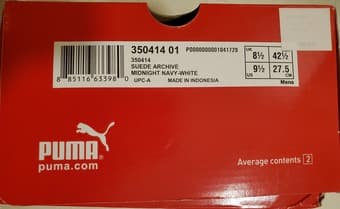 350414 01 P0000000001041729
350414
SUEDE ARCHIVE
MIDNIGHT NAVY-WHITE
8 85116 63398 0
UPC-A MADE IN INDONESIA
UK 8½ 42½ EUR
US 9½ 27.5 CM
Mens
PUMA
puma.com
Average contents 2